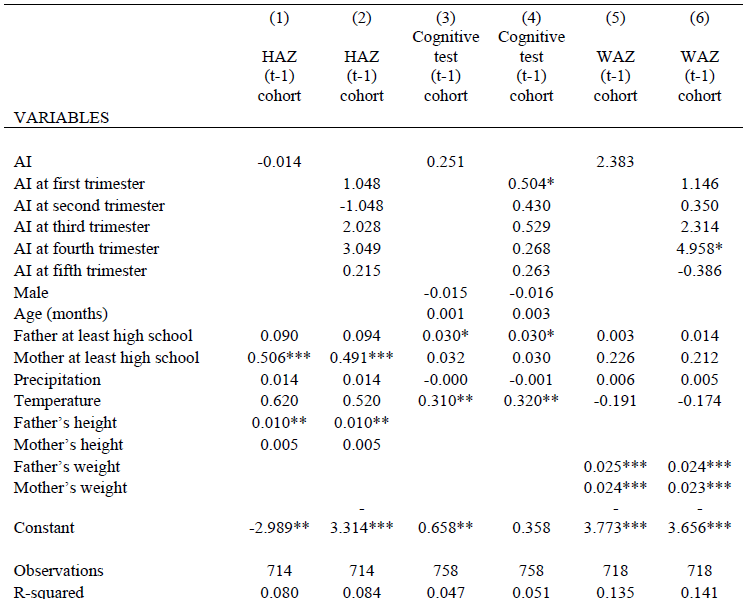 (1) (2) (3) (4) (5) (6)
Cognitive Cognitive
HAZ HAZ test test WAZ WAZ
(t-1) (t-1) (t-1) (t-1) (t-1) (t-1)
cohort cohort cohort cohort cohort cohort
VARIABLES
AI -0.014 0.251 2.383
AI at first trimester 1.048 0.504* 1.146
AI at second trimester -1.048 0.430 0.350
AI at third trimester 2.028 0.529 2.314
AI at fourth trimester 3.049 0.268 4.958*
AI at fifth trimester 0.215 0.263 -0.386
Male -0.015 -0.016
Age (months) 0.001 0.003
Father at least high school 0.090 0.094 0.030* 0.030* 0.003 0.014
Mother at least high school 0.506*** 0.491*** 0.032 0.030 0.226 0.212
Precipitation 0.014 0.014 -0.000 -0.001 0.006 0.005
Temperature 0.620 0.520 0.310** 0.320** -0.191 -0.174
Father's height 0.010** 0.010**
Mother's height 0.005 0.005
Father's weight 0.025*** 0.024***
Mother's weight 0.024*** 0.023***
- - -
Constant -2.989** 3.314*** 0.658** 0.358 3.773*** 3.656***
Observations 714 714 758 758 718 718
R-squared 0.080 0.084 0.047 0.051 0.135 0.141